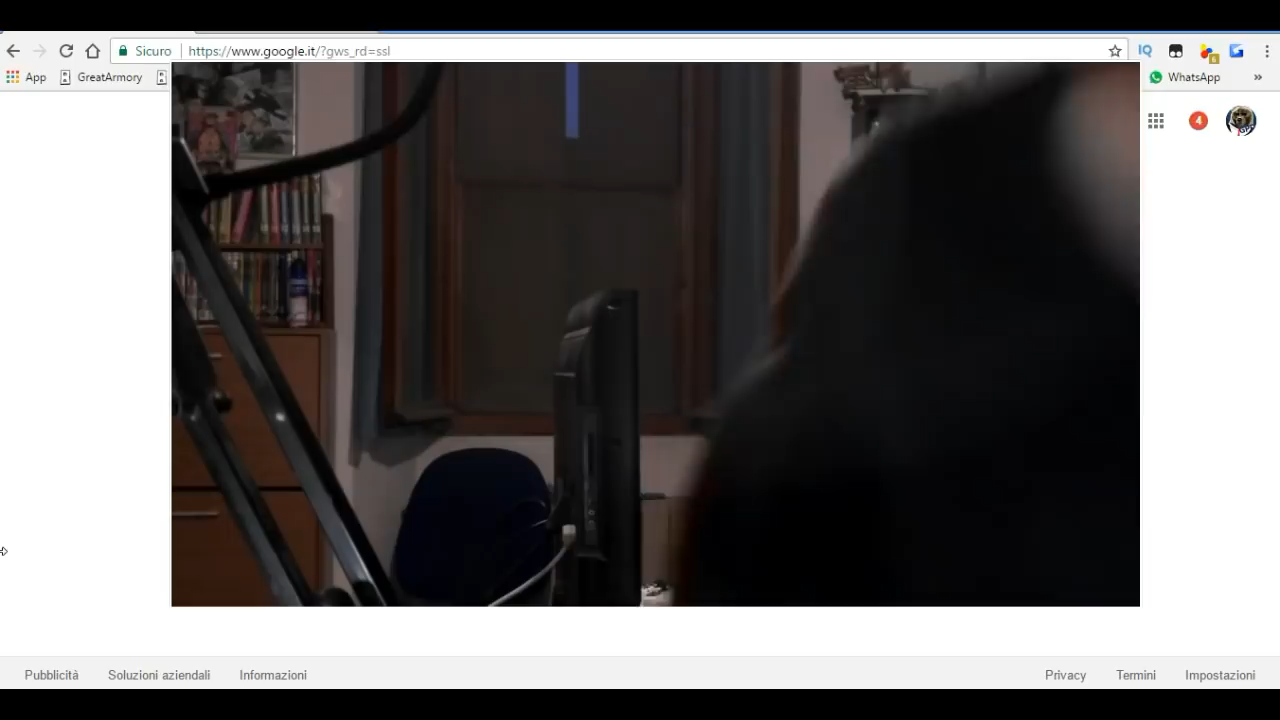 Sicuro https://www.google.it/?gws_rd=ssl
App GreatArmory WhatsApp »
4
Pubblicità Soluzioni aziendali Informazioni Privacy Termini Impostazioni